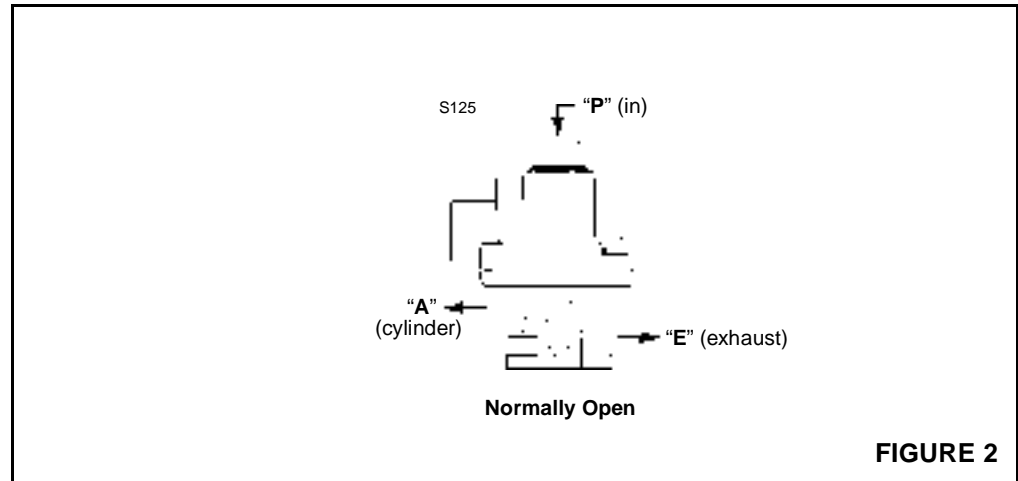 S125
“P” (in)
“A”
(cylinder)
“E” (exhaust)
Normally Open
FIGURE 2